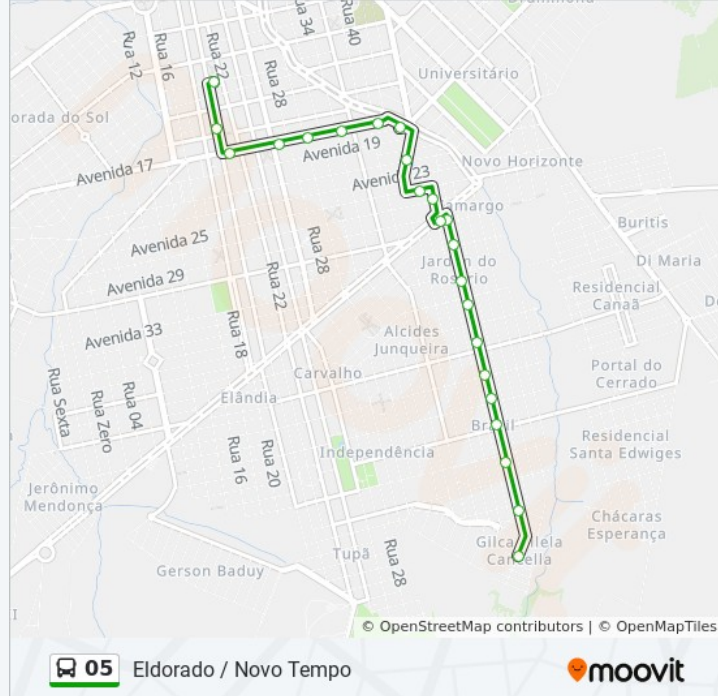 Rua 34
Rua 40
Rua 12
Rua 16
Rua 22
Rua 28
Universitário
orada do Sol
Avenida 19
Novo Horizonte
Avenida 17
Avenida 23
amargo
Buritis
Avenida 25
Rua 28
Di Maria
Jardim do
Rosário
Rua 22
Avenida 29
Residencial
Canaã
Rua 18
Alcides
Junqueira
Avenida 33
Portal do
Cerrado
Carvalho
Rua Sexta
Rua Zero
Rua 04
Elândia
Brasil
Residencial
Santa Edwiges
Rua 16
Rua 20
Independência
Jerônimo
Mendonça
Chácaras
Esperança
Tupã
Rua 28
Gerson Baduy
© OpenStreetMap contributors | © OpenMapTiles
05 Eldorado / Novo Tempo
moovit